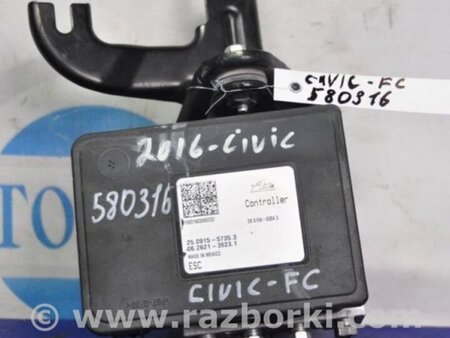 CIVIC-FC
580316
2016-CIVIC
580316
Controller
25.0915-5735.3
06.2621-3923.1
MADE IN MEXICO
ESC
CIVIC-FC
www.razborki.com